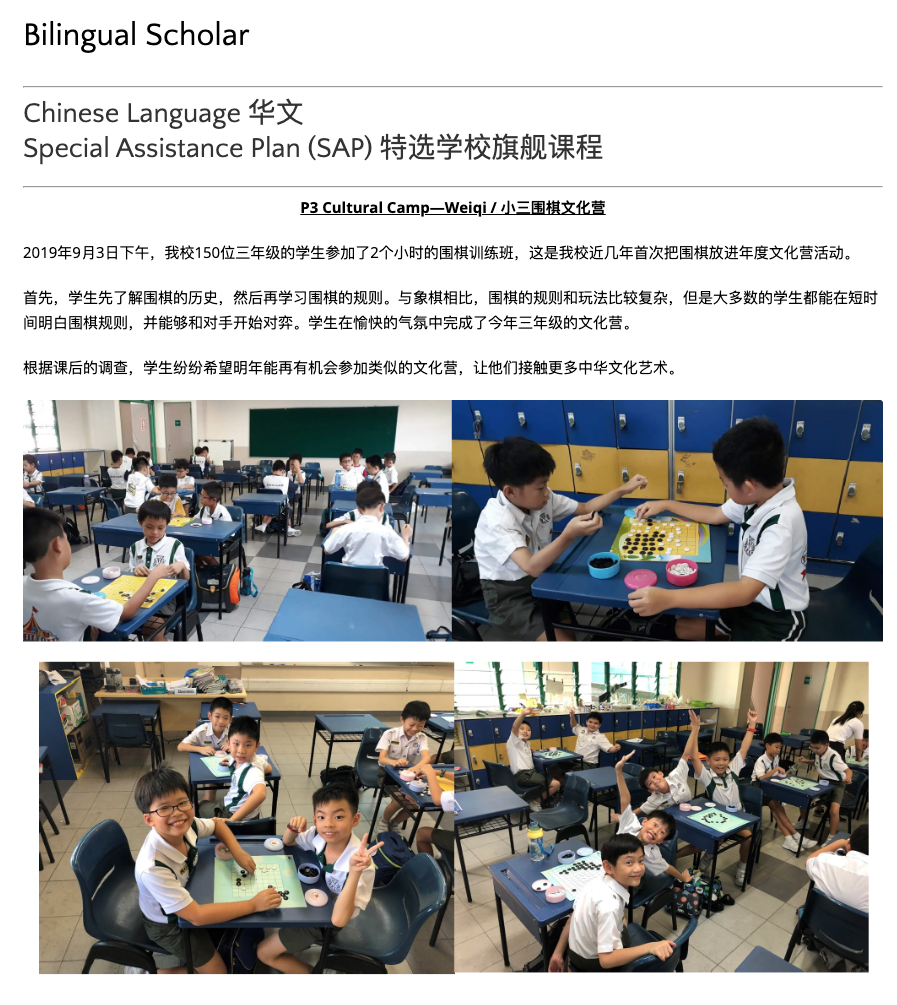 Bilingual Scholar
Chinese Language 华文
Special Assistance Plan (SAP) 特选学校旗舰课程
P3 Cultural Camp—Weiqi / 小三围棋文化营
2019年9月3日下午，我校150位三年级的学生参加了2个小时的围棋训练班，这是我校近几年首次把围棋放进年度文化营活动。
首先，学生先了解围棋的历史，然后再学习围棋的规则。与象棋相比，围棋的规则和玩法比较复杂，但是大多数的学生都能在短时
间明白围棋规则，并能够和对手开始对弈。学生在愉快的气氛中完成了今年三年级的文化营。
根据课后的调查，学生纷纷希望明年能再有机会参加类似的文化营，让他们接触更多中华文化艺术。